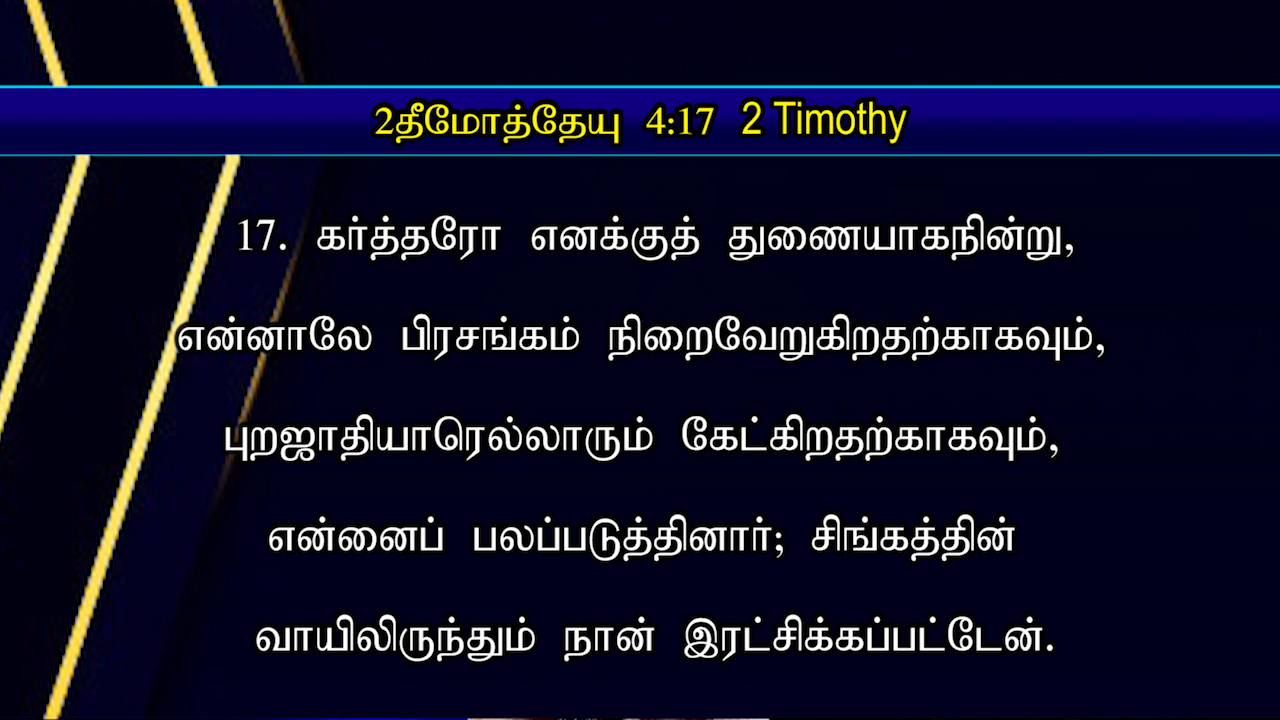 2தீமோத்தேயு 4:17 2 Timothy
17. கர்த்தரோ எனக்குத் துணையாகநின்று,
என்னாலே பிரசங்கம் நிறைவேறுகிறதற்காகவும்,
புறஜாதியாரெல்லாரும் கேட்கிறதற்காகவும்,
என்னைப் பலப்படுத்தினார்; சிங்கத்தின்
வாயிலிருந்தும் நான் இரட்சிக்கப்பட்டேன்.